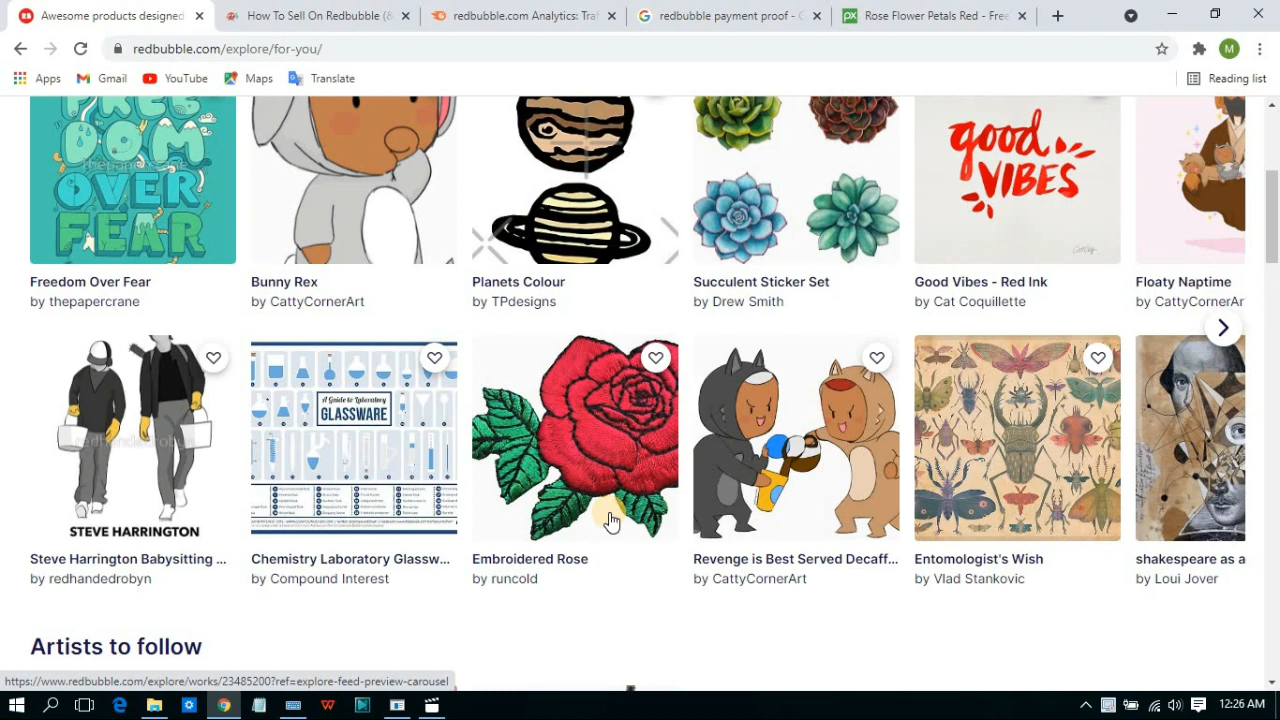 Awesome products designed
How To Sell On Redbubble (8
redbubble.com Analytics: Traf
redbubble payment proof - G
Rose Flower Petals Red - Free
redbubble.com/explore/for-you/
M
Apps
Gmail
YouTube
Maps
Translate
Reading list
FREE
DOM
thepapercrane
OVER
FEAR
good
VIBES
Freedom Over Fear
by thepapercrane
Bunny Rex
by CattyCornerArt
Planets Colour
by TPdesigns
Succulent Sticker Set
by Drew Smith
Good Vibes - Red Ink
by Cat Coquillette
Floaty Naptime
by CattyCornerAr
redhandedrobyn
STEVE HARRINGTON
A Guide to Laboratory
GLASSWARE
Steve Harrington Babysitting ...
by redhandedrobyn
Chemistry Laboratory Glassw...
by Compound Interest
Embroidered Rose
by runcold
Revenge is Best Served Decaff...
by CattyCornerArt
Entomologist's Wish
by Vlad Stankovic
shakespeare as a
by Loui Jover
Artists to follow
https://www.redbubble.com/explore/works/23485200?ref=explore-feed-preview-carousel
12:26 AM